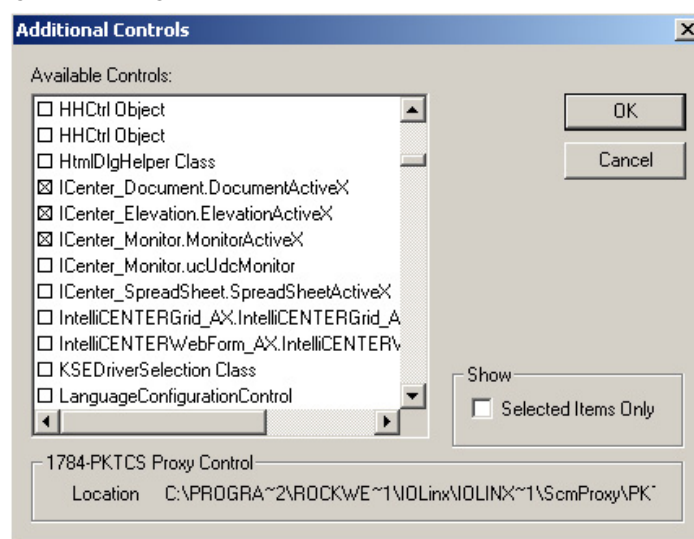 Additional Controls
Available Controls:
HHCtrl Object
HHCtrl Object
HtmlDlgHelper Class
ICenter_Document.DocumentActiveX
ICenter_Elevation.ElevationActiveX
ICenter_Monitor.MonitorActiveX
ICenter_Monitor.ucUdcMonitor
ICenter_SpreadSheet.SpreadSheetActiveX
IntelliCENTERGrid_AX.IntelliCENTERGrid_A
IntelliCENTERWebForm_AX.IntelliCENTERV
KSEDriverSelection Class
LanguageConfigurationControl
OK
Cancel
Show
Selected Items Only
1784-PKTCS Proxy Control
Location C:\PROGRA~2\ROCKWE~1\IOLinx\IOLINX~1\ScmProxy\PK